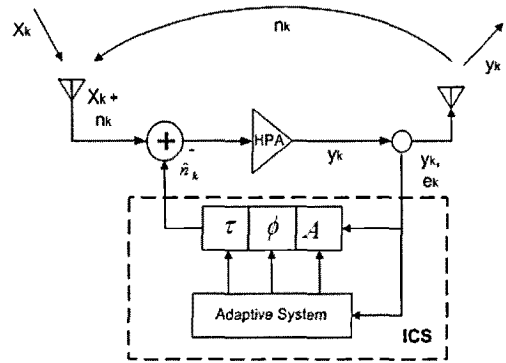 Xk
nk
yk
Xk +
nk
+
-
n̂k
HPA
yk
yk,
ek
τ
ϕ
A
Adaptive System
ICS